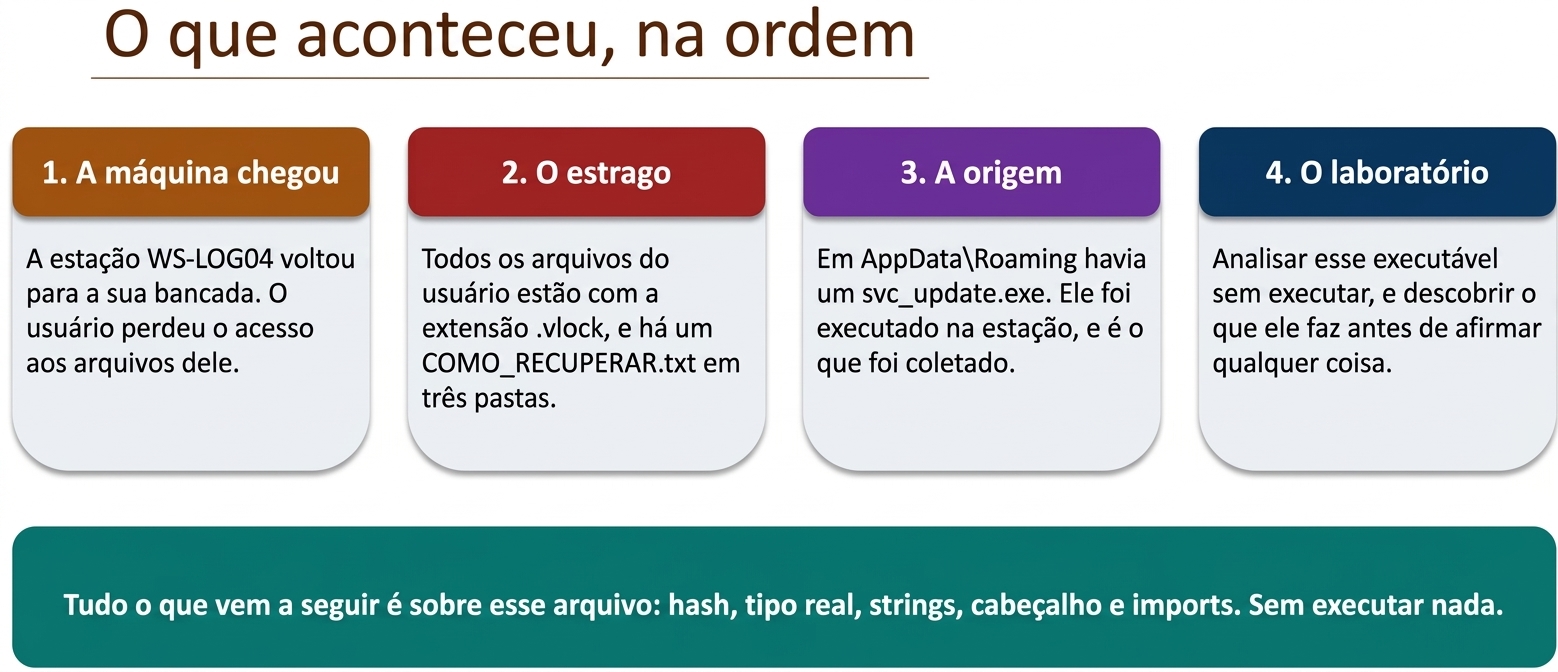 O que aconteceu, na ordem
1. A máquina chegou
A estação WS-LOG04 voltou
para a sua bancada. O
usuário perdeu o acesso
aos arquivos dele.
2. O estrago
Todos os arquivos do
usuário estão com a
extensão .vlock, e há um
COMO_RECUPERAR.txt em
três pastas.
3. A origem
Em AppData\Roaming havia
um svc_update.exe. Ele foi
executado na estação, e é o
que foi coletado.
4. O laboratório
Analisar esse executável
sem executar, e descobrir o
que ele faz antes de afirmar
qualquer coisa.
Tudo o que vem a seguir é sobre esse arquivo: hash, tipo real, strings, cabeçalho e imports. Sem executar nada.